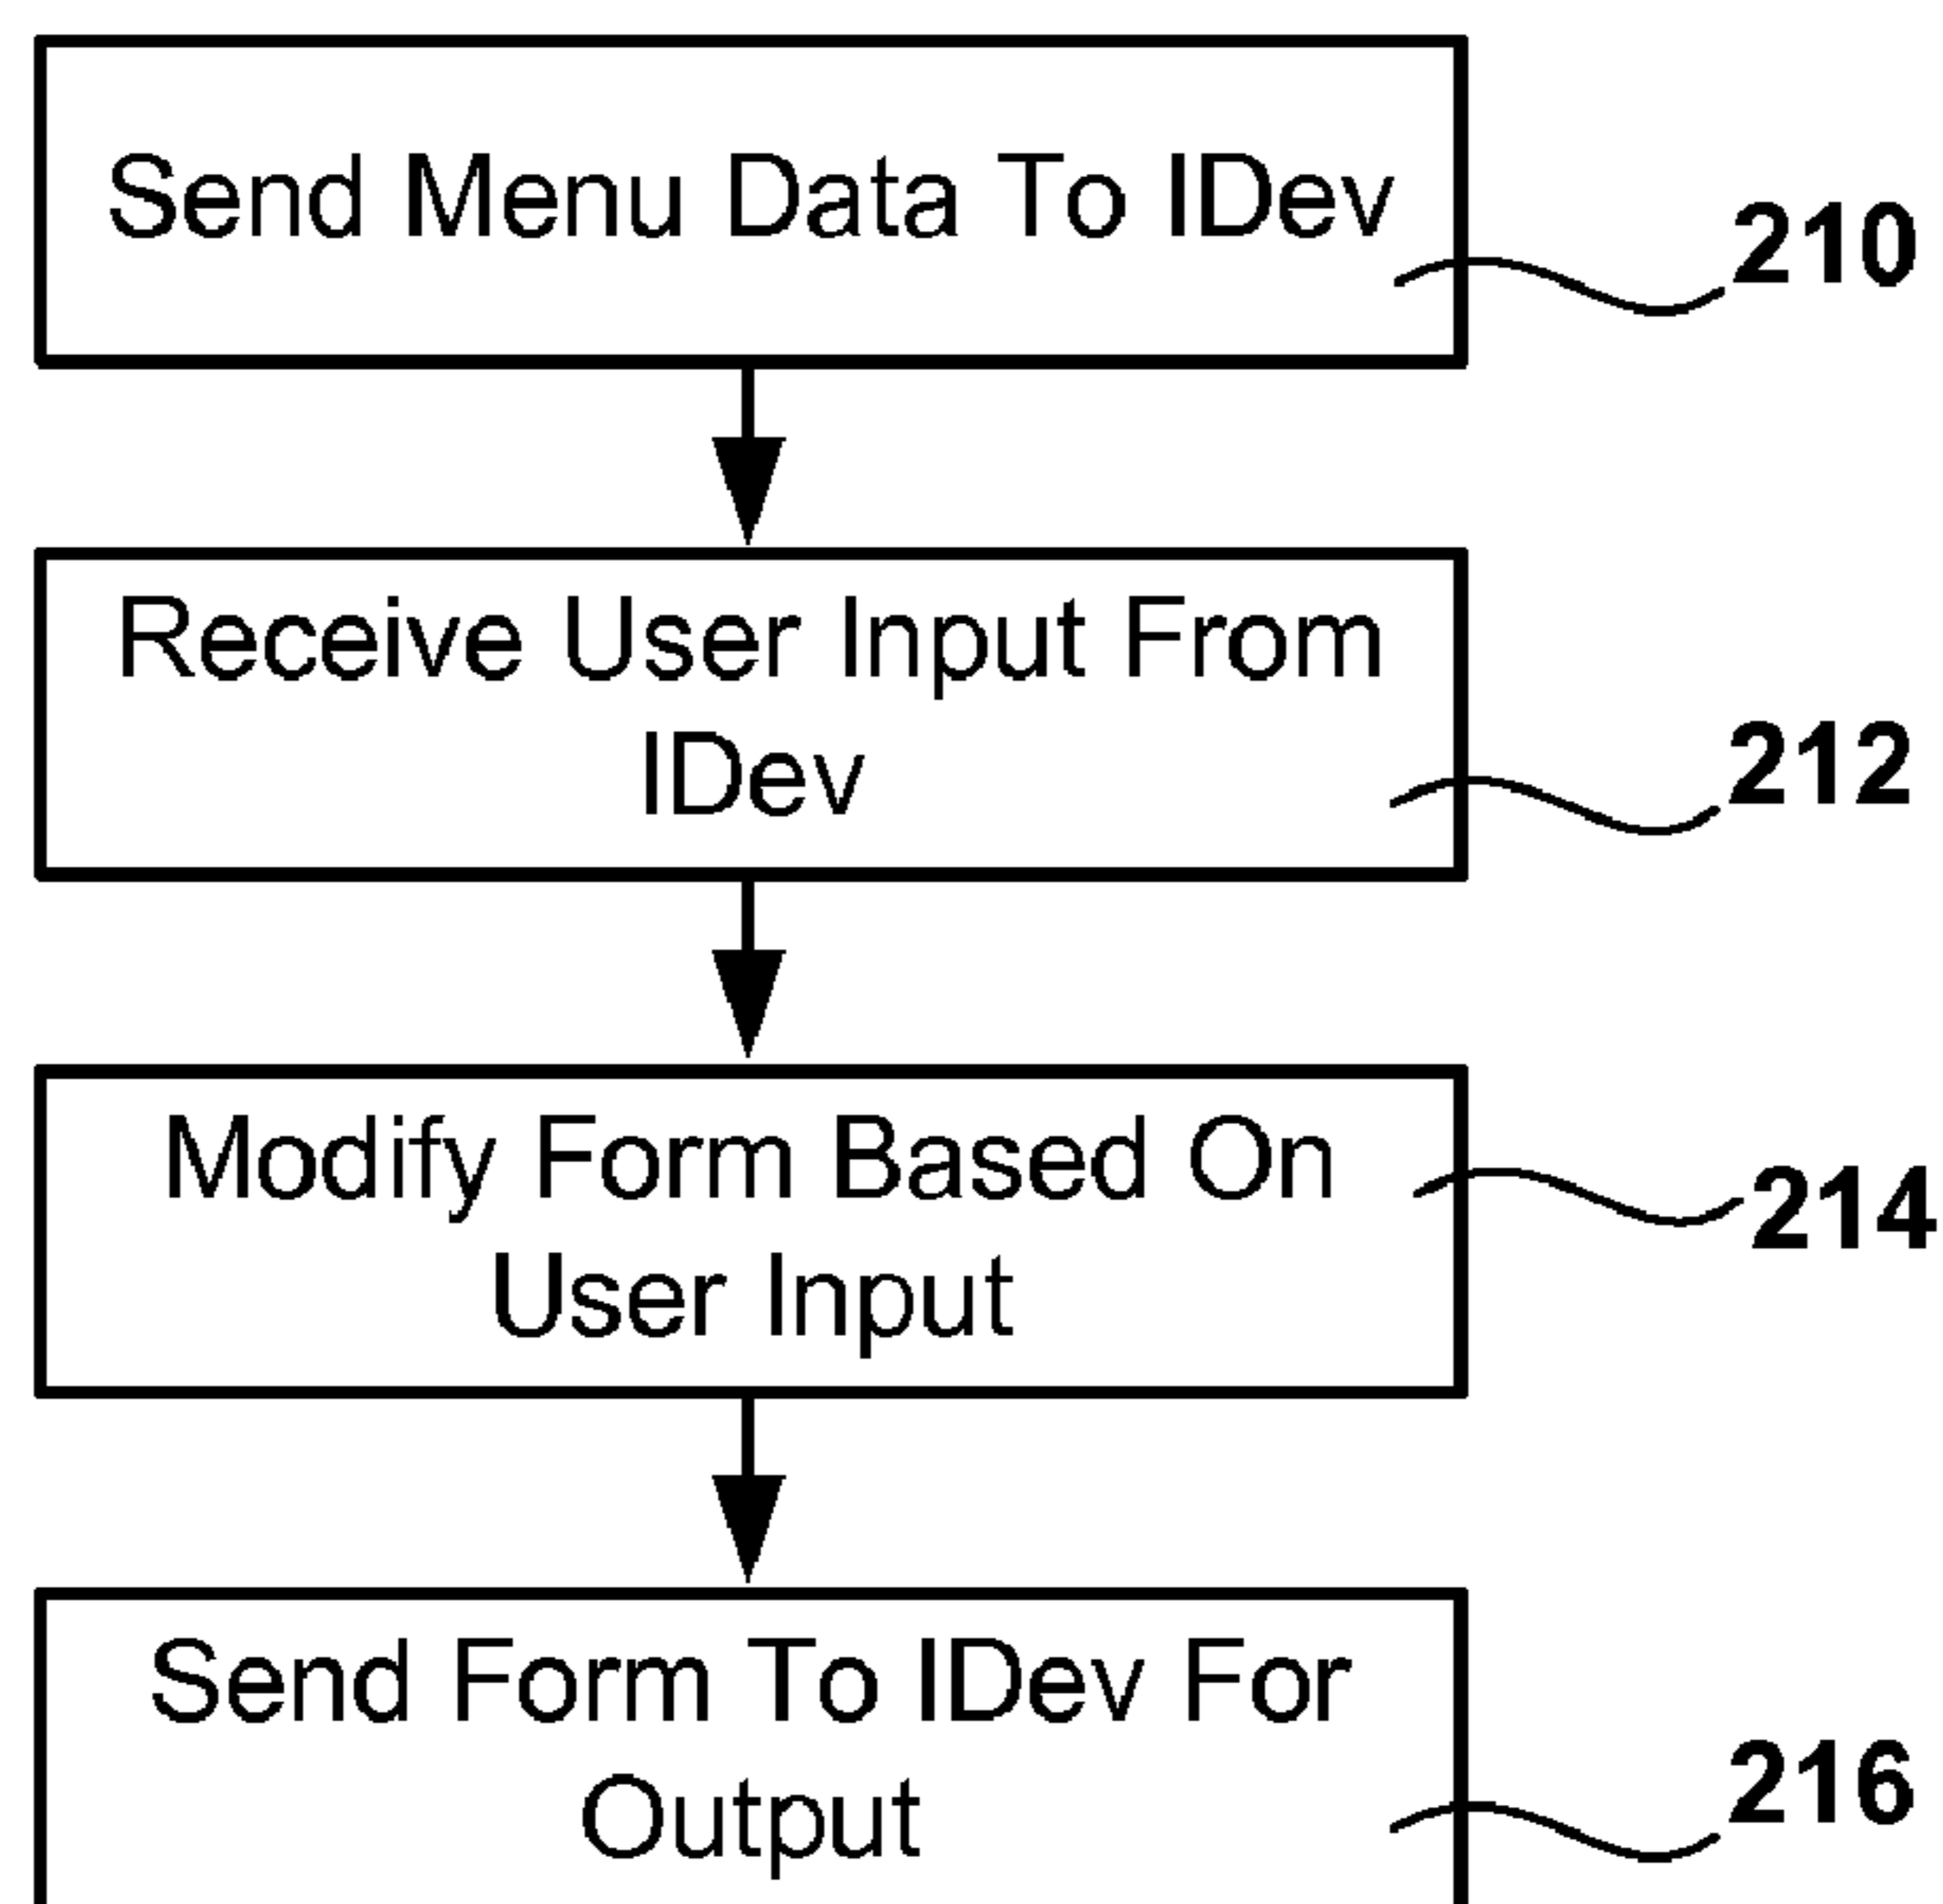 Send Menu Data To IDev
210
Receive User Input From
IDev
212
Modify Form Based On
User Input
214
Send Form To IDev For
Output
216